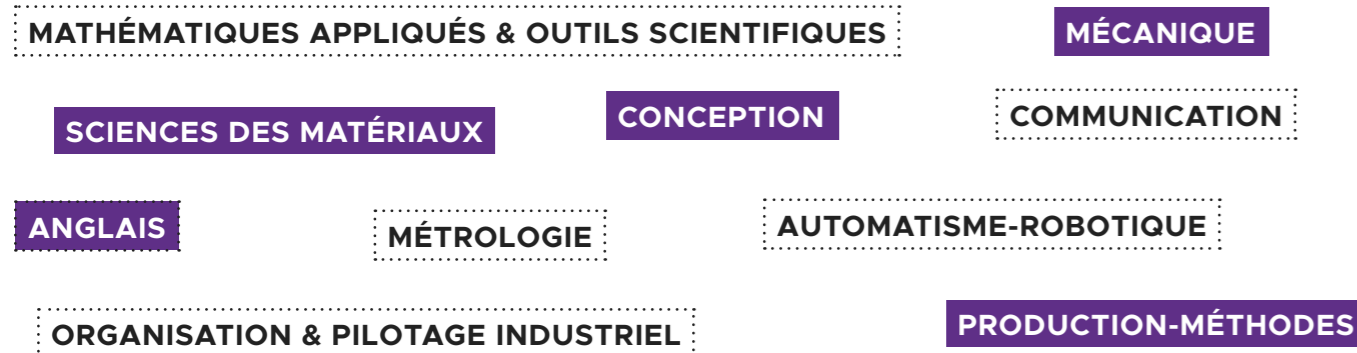 MATHÉMATIQUES APPLIQUÉS & OUTILS SCIENTIFIQUES
MÉCANIQUE
SCIENCES DES MATÉRIAUX
CONCEPTION
COMMUNICATION
ANGLAIS
MÉTROLOGIE
AUTOMATISME-ROBOTIQUE
ORGANISATION & PILOTAGE INDUSTRIEL
PRODUCTION-MÉTHODES